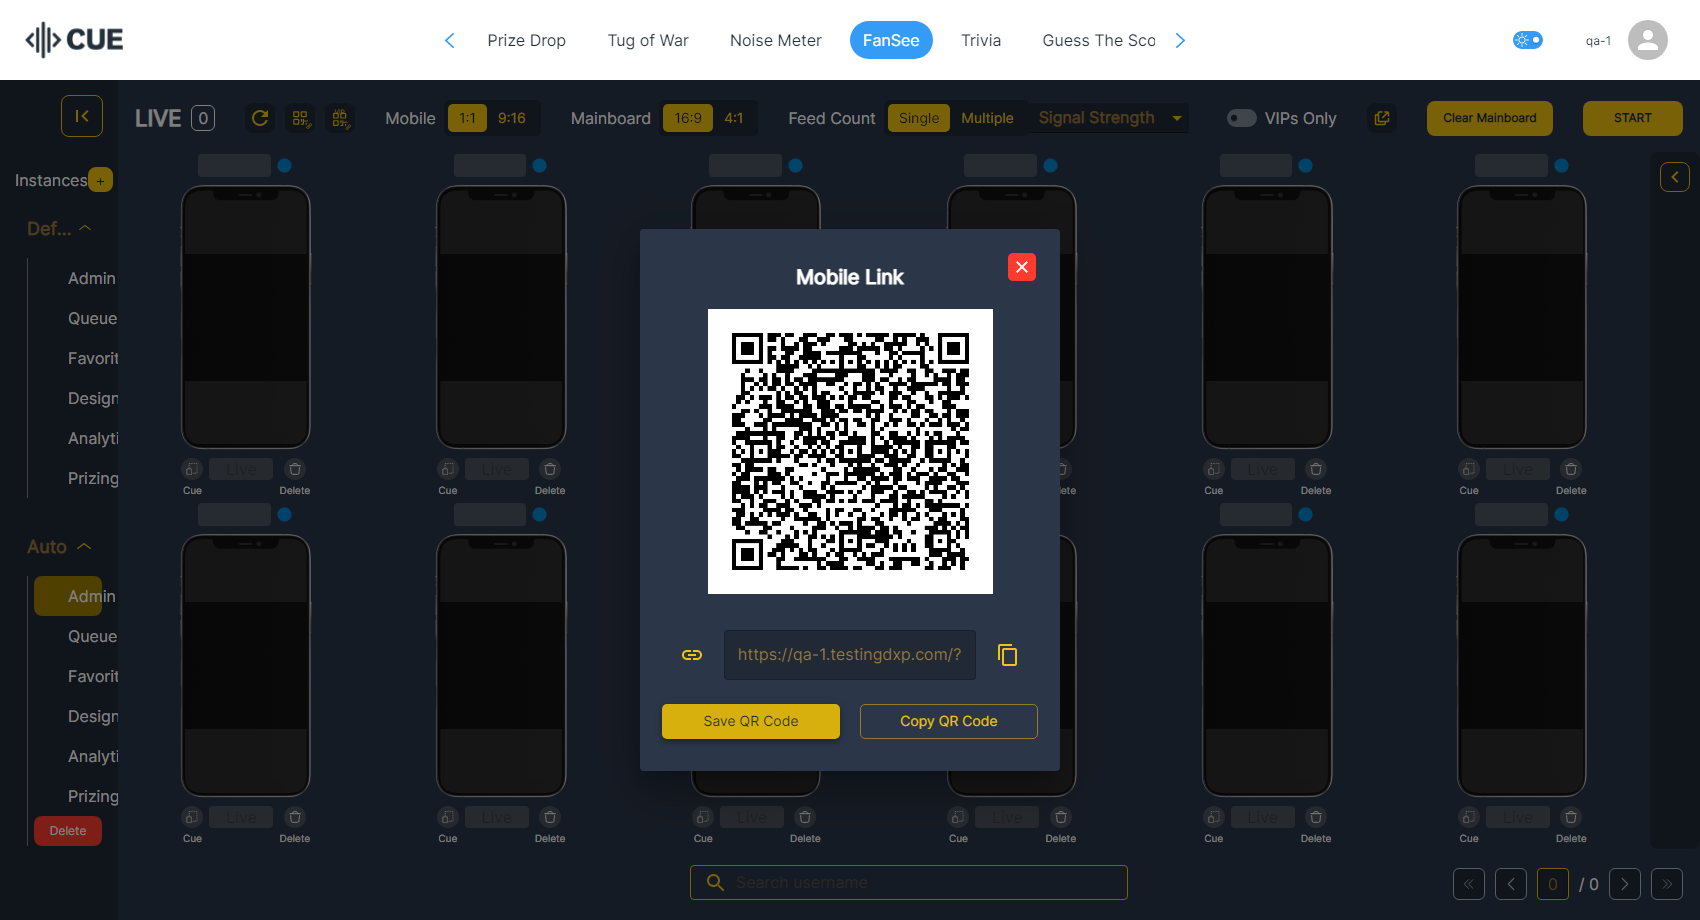 CUE
Prize Drop
Tug of War
Noise Meter
FanSee
Trivia
Guess The Sco
qa-1
LIVE 0
Mobile 1:1 9:16
Mainboard 16:9 4:1
Feed Count Single Multiple
Signal Strength
VIPs Only
Clear Mainboard
START
Instances +
Def...
Admin
Queue
Favorit
Design
Analyti
Prizing
Auto
Admin
Queue
Favorit
Design
Analyti
Prizing
Delete
Mobile Link
https://qa-1.testingdxp.com/?
Save QR Code
Copy QR Code
Live Live Live Live
Cue Delete Cue Delete lete Cue Delete Cue Delete
Live Live Live Live Live Live
Cue Delete Cue Delete Cue Delete Cue Delete Cue Delete Cue Delete
Search username
0 / 0